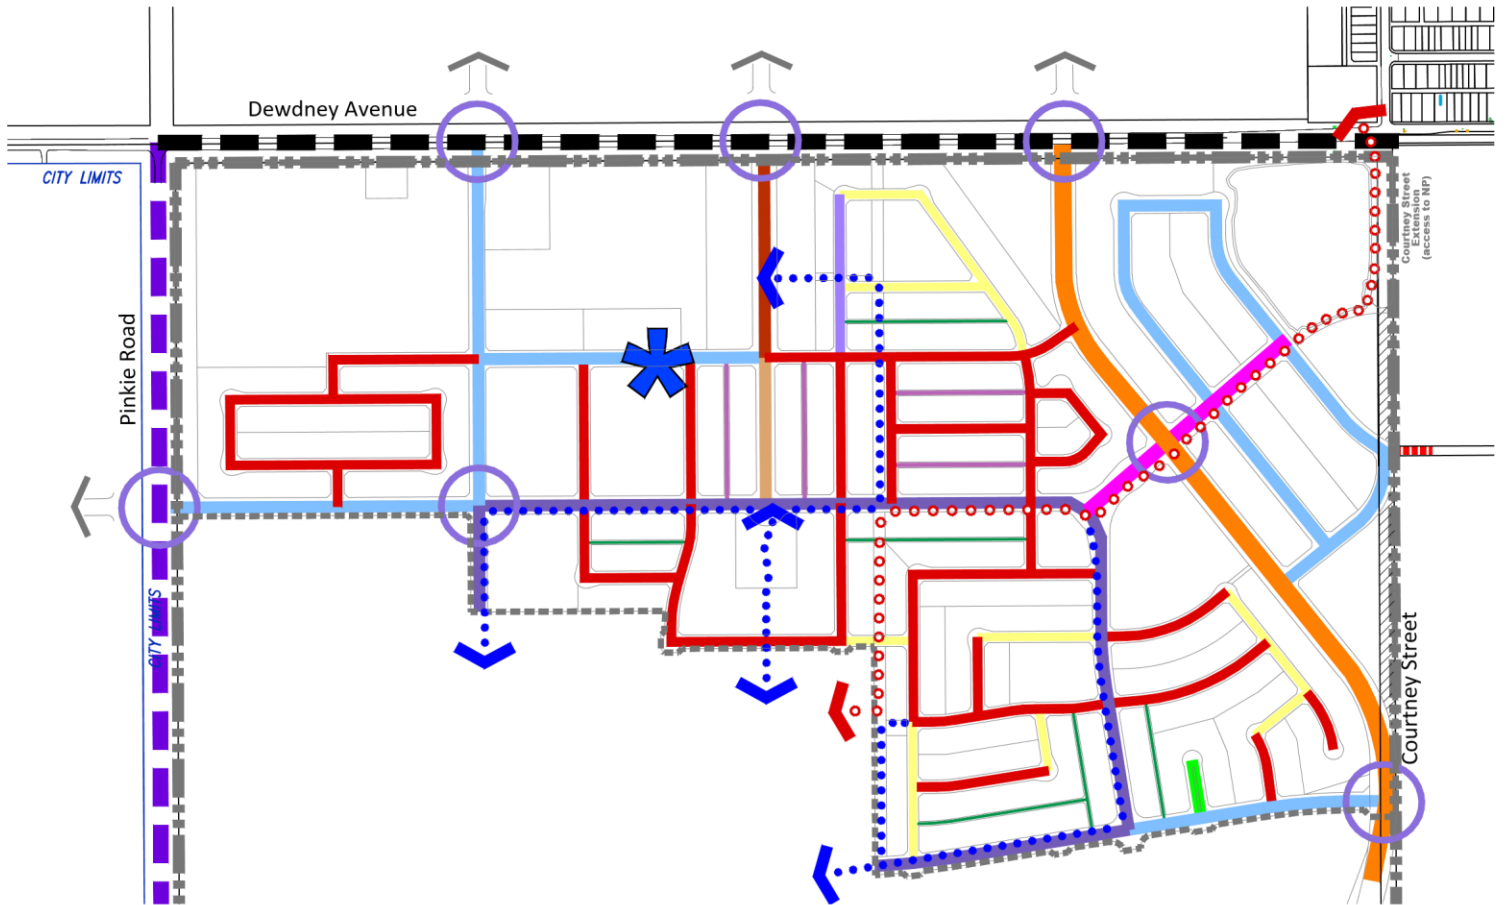 Dewdney Avenue
CITY LIMITS
Courtney Street
Extension
(access to NP)
Pinkie Road
CITY LIMITS
Courtney Street